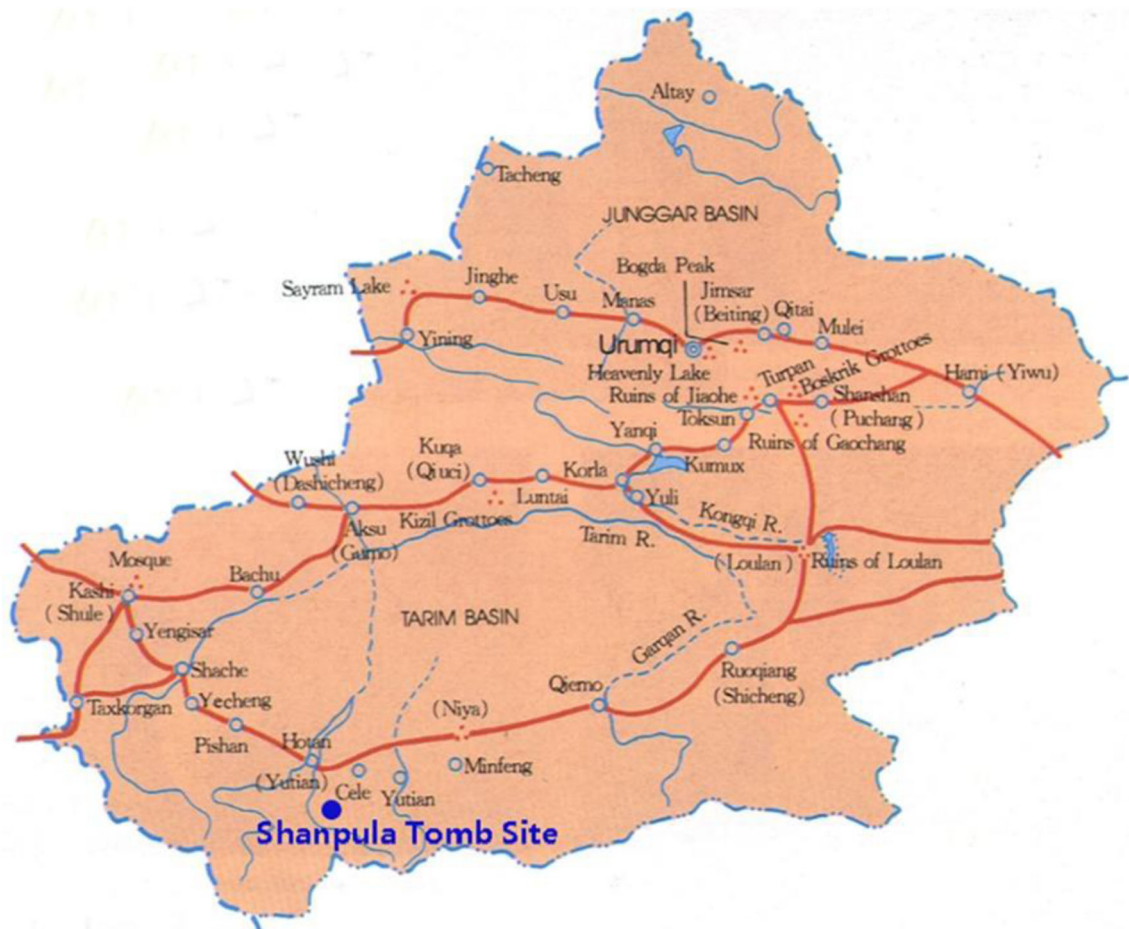 Altay
Tacheng
JUNGGAR BASIN
Bogda Peak
Sayram Lake
Jinghe
Usu
Manas
Jimsar
(Beiting)
Qitai
Mulei
Yining
Urumqi
Heavenly Lake
Turpan
Boskrik Grottoes
Hami (Yiwu)
Ruins of Jiaohe
Shanshan
(Puchang)
Toksun
Ruins of Gaochang
Yanqi
Kumux
Kuqa
(Qiuci)
Korla
Wushi
(Dashicheng)
Luntai
Yuli
Kizil Grottoes
Kongqi R.
Aksu
(Gumo)
Tarim R.
(Loulan)
Ruins of Loulan
Mosque
Kashi
(Shule)
Bachu
TARIM BASIN
Yengisar
Garqan R.
Shache
Ruoqiang
(Shicheng)
Taxkorgan
Yecheng
Qiemo
(Niya)
Pishan
Hotan
(Yutian)
Minfeng
Cele
Yutian
Shanpula Tomb Site